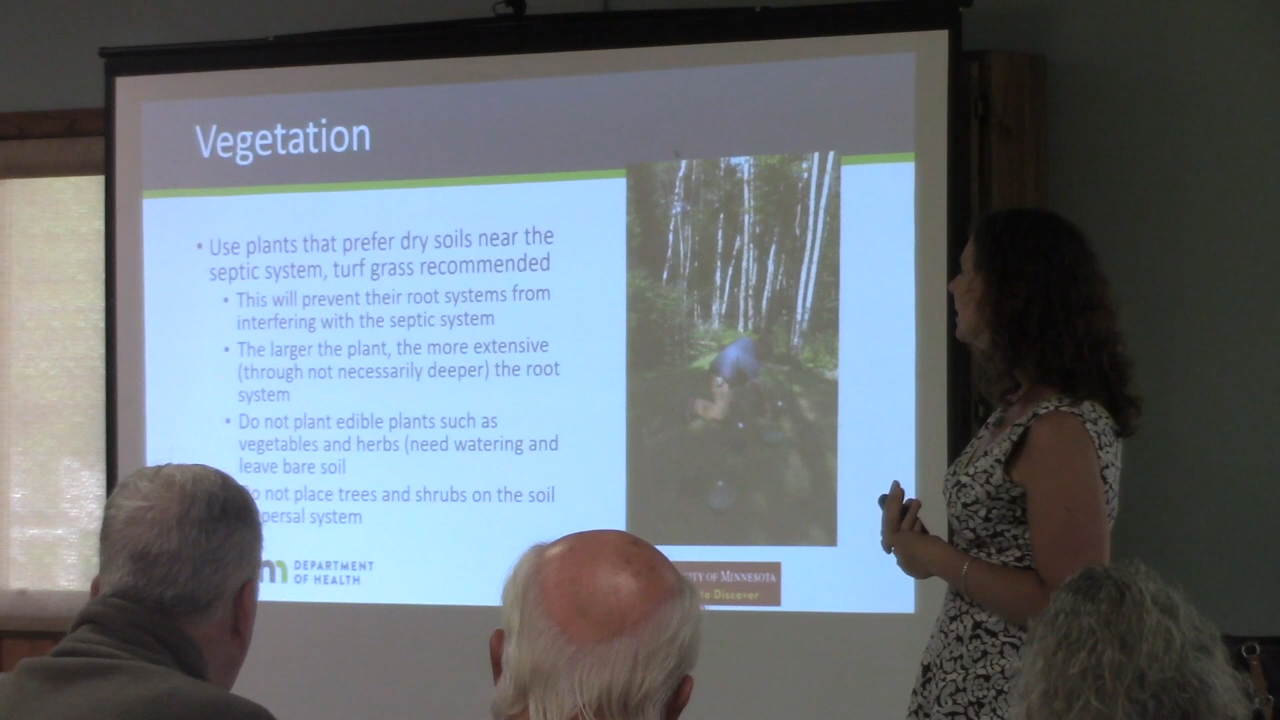 Vegetation
• Use plants that prefer dry soils near the
septic system, turf grass recommended
• This will prevent their root systems from
interfering with the septic system
• The larger the plant, the more extensive
(through not necessarily deeper) the root
system
• Do not plant edible plants such as
vegetables and herbs (need watering and
leave bare soil
not place trees and shrubs on the soil
system
DEPARTMENT
OF HEALTH
OF MINNESOTA
to Discover